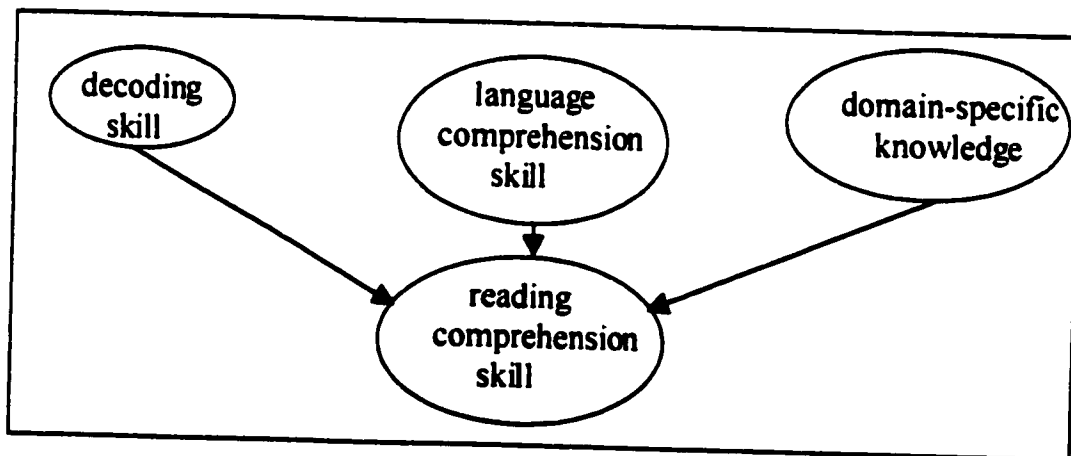 decoding
skill
language
comprehension
skill
domain-specific
knowledge
reading
comprehension
skill